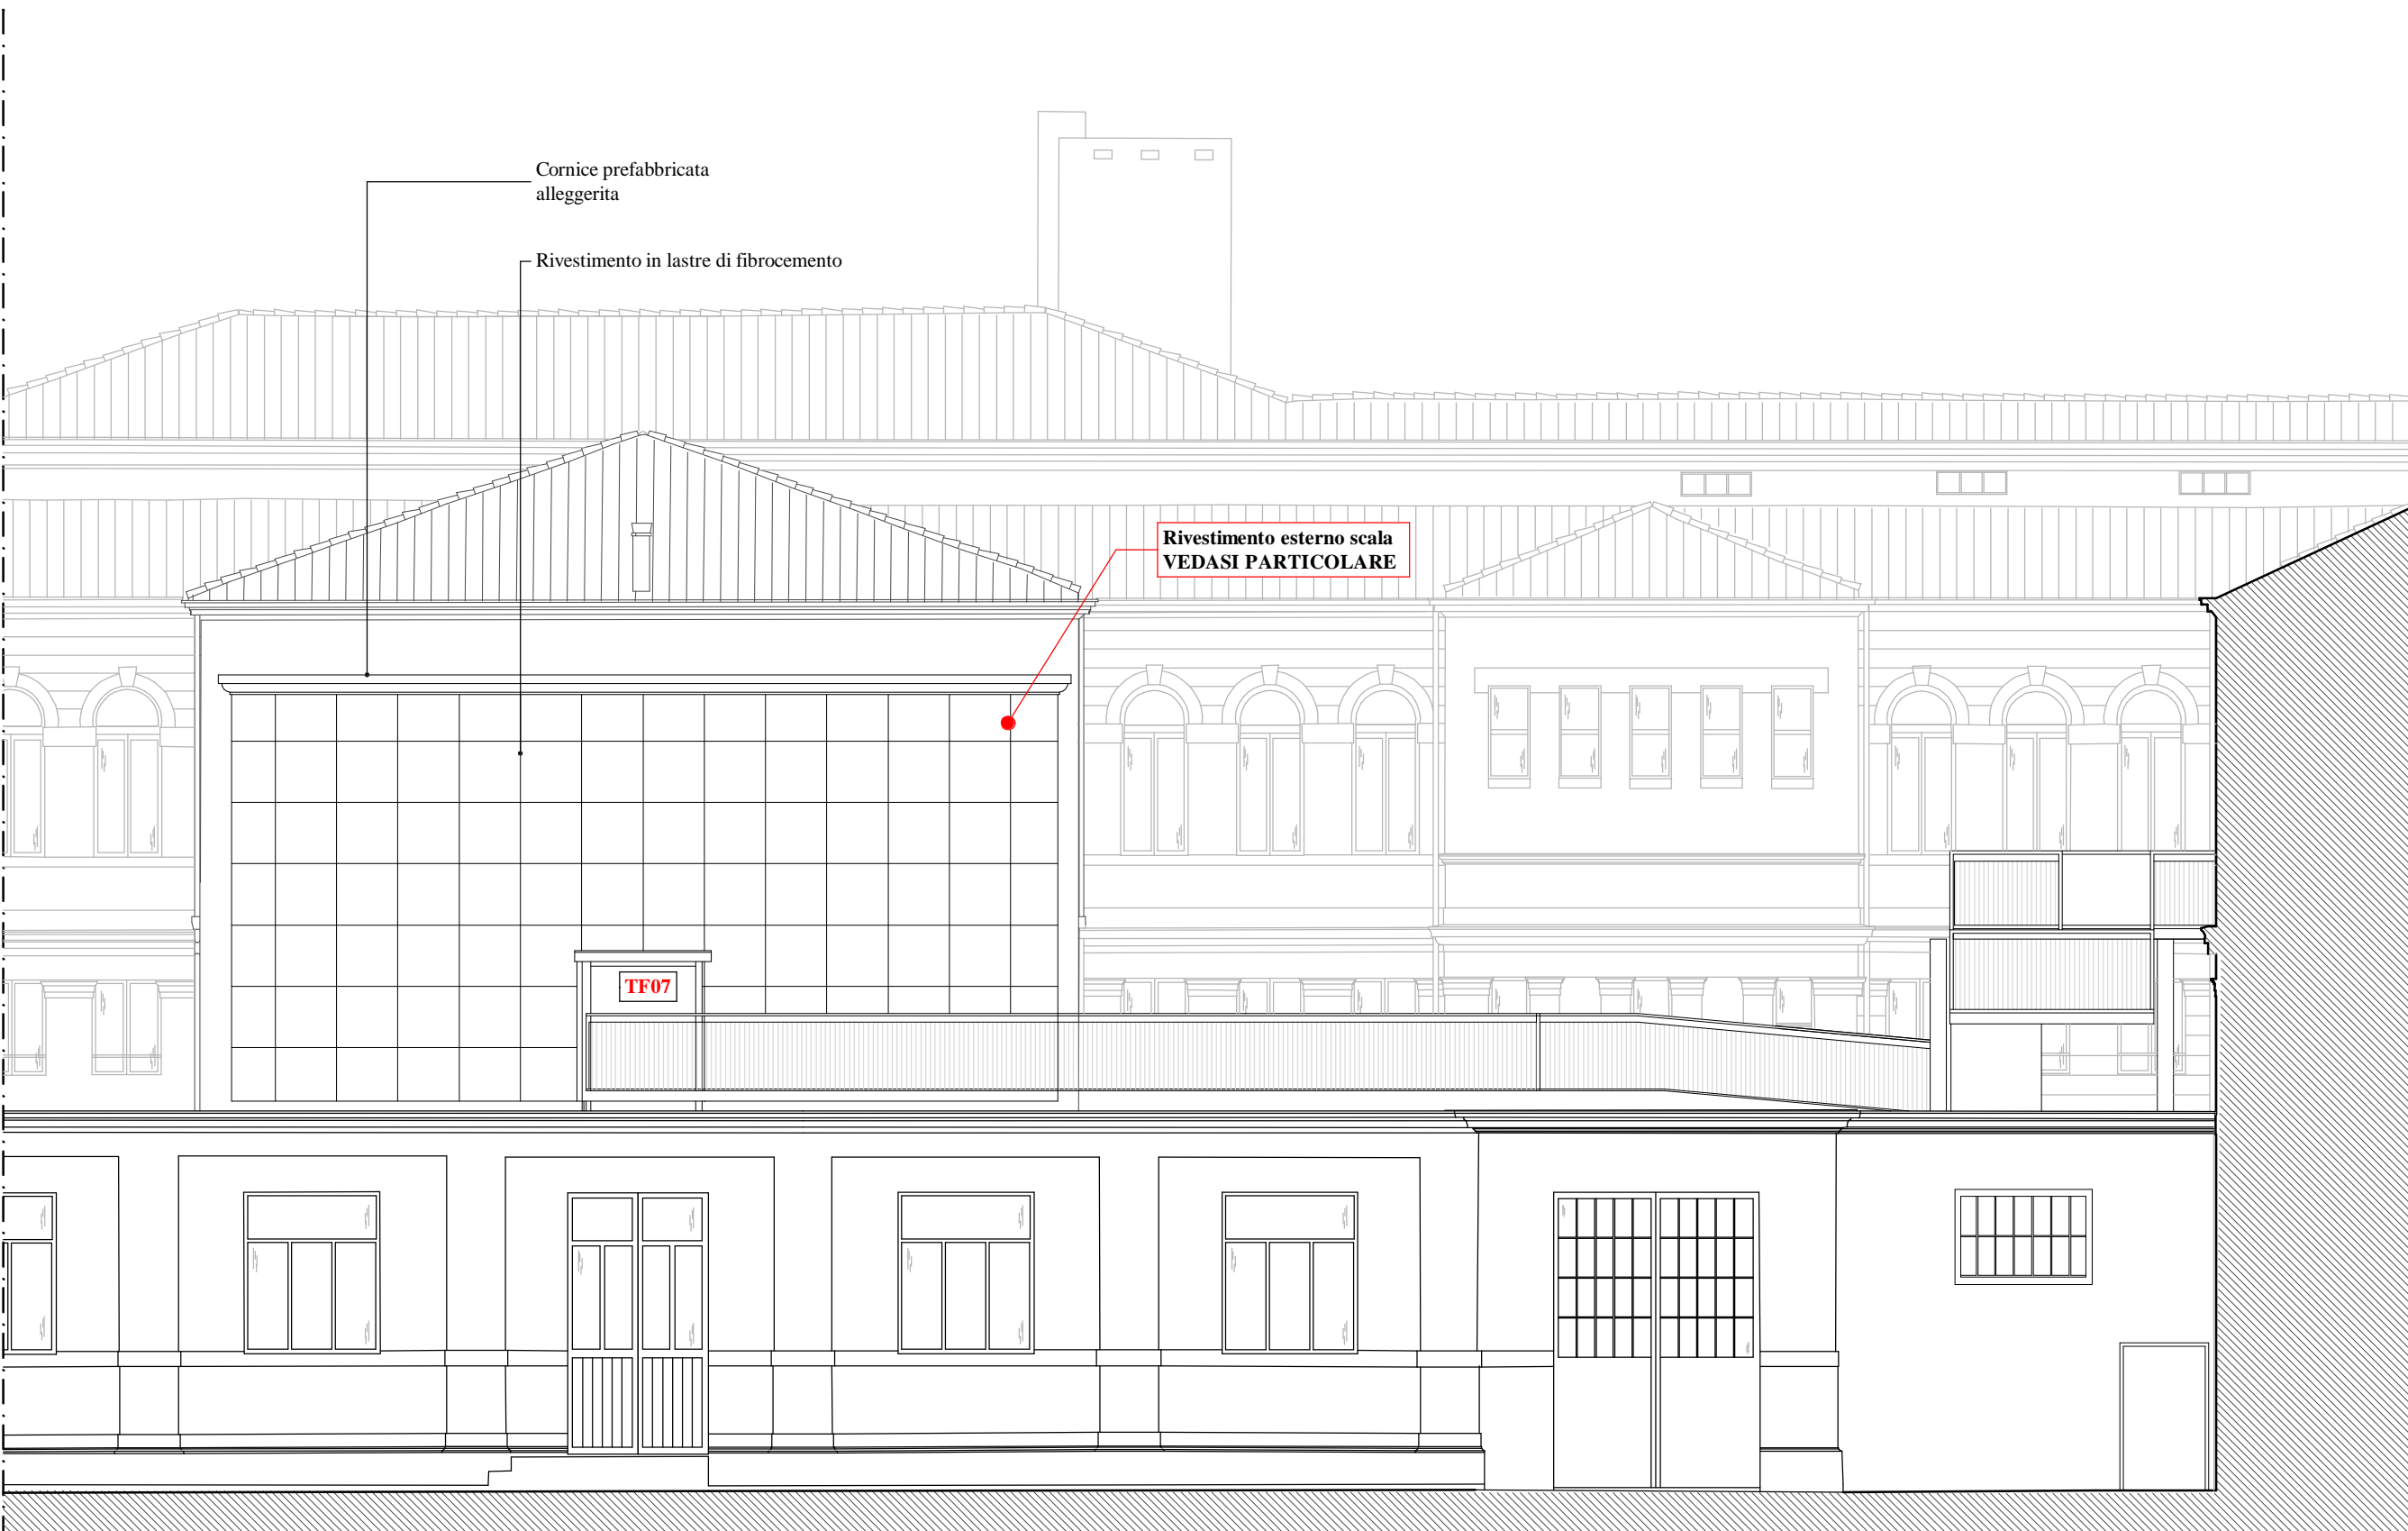 Cornice prefabbricata
alleggerita
Rivestimento in lastre di fibrocemento
Rivestimento esterno scala
VEDASI PARTICOLARE
TF07